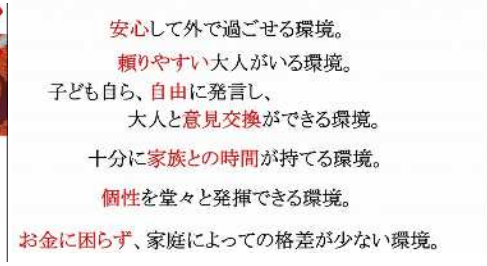 安心して外で過ごせる環境。
頼りやすい大人がいる環境。
子ども自ら、自由に発言し、
大人と意見交換ができる環境。
十分に家族との時間が持てる環境。
個性を堂々と発揮できる環境。
お金に困らず、家庭によっての格差が少ない環境。